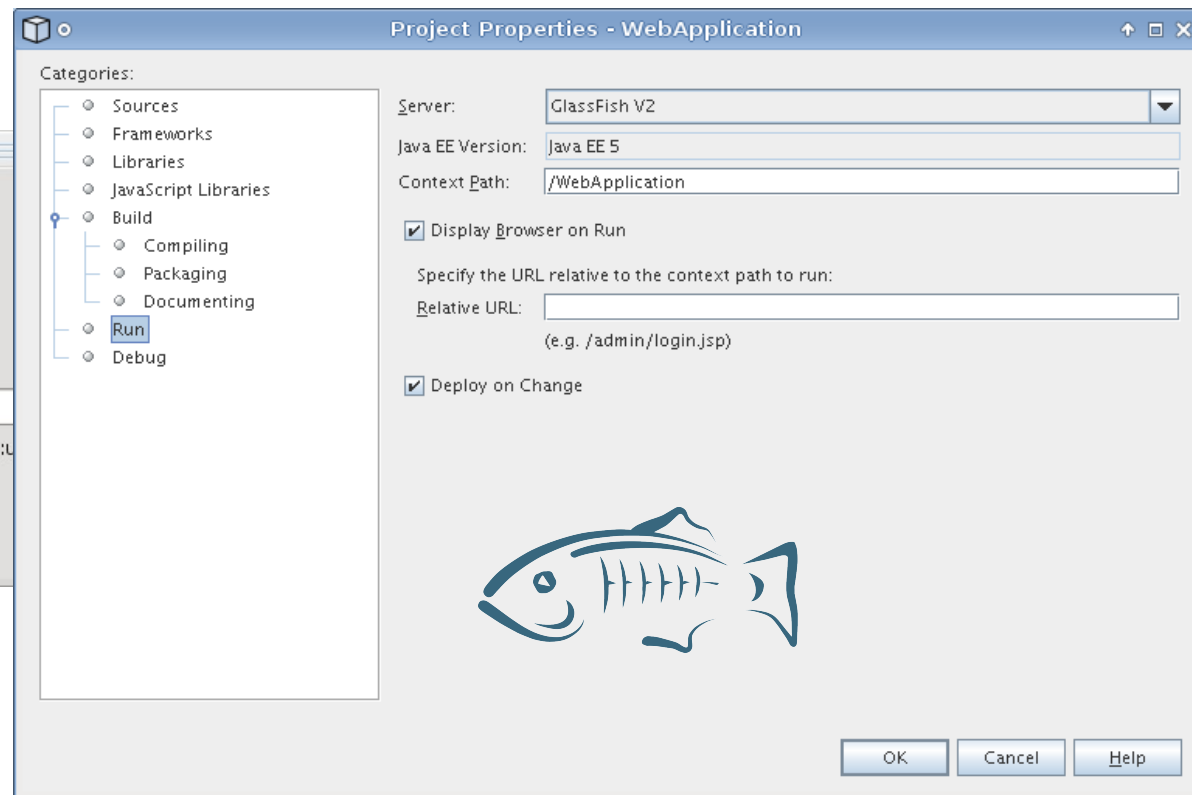 Project Properties - WebApplication
Categories:
Sources
Frameworks
Libraries
JavaScript Libraries
Build
Compiling
Packaging
Documenting
Run
Debug
Server: GlassFish V2
Java EE Version: Java EE 5
Context Path: /WebApplication
Display Browser on Run
Specify the URL relative to the context path to run:
Relative URL:
(e.g. /admin/login.jsp)
Deploy on Change
OK Cancel Help